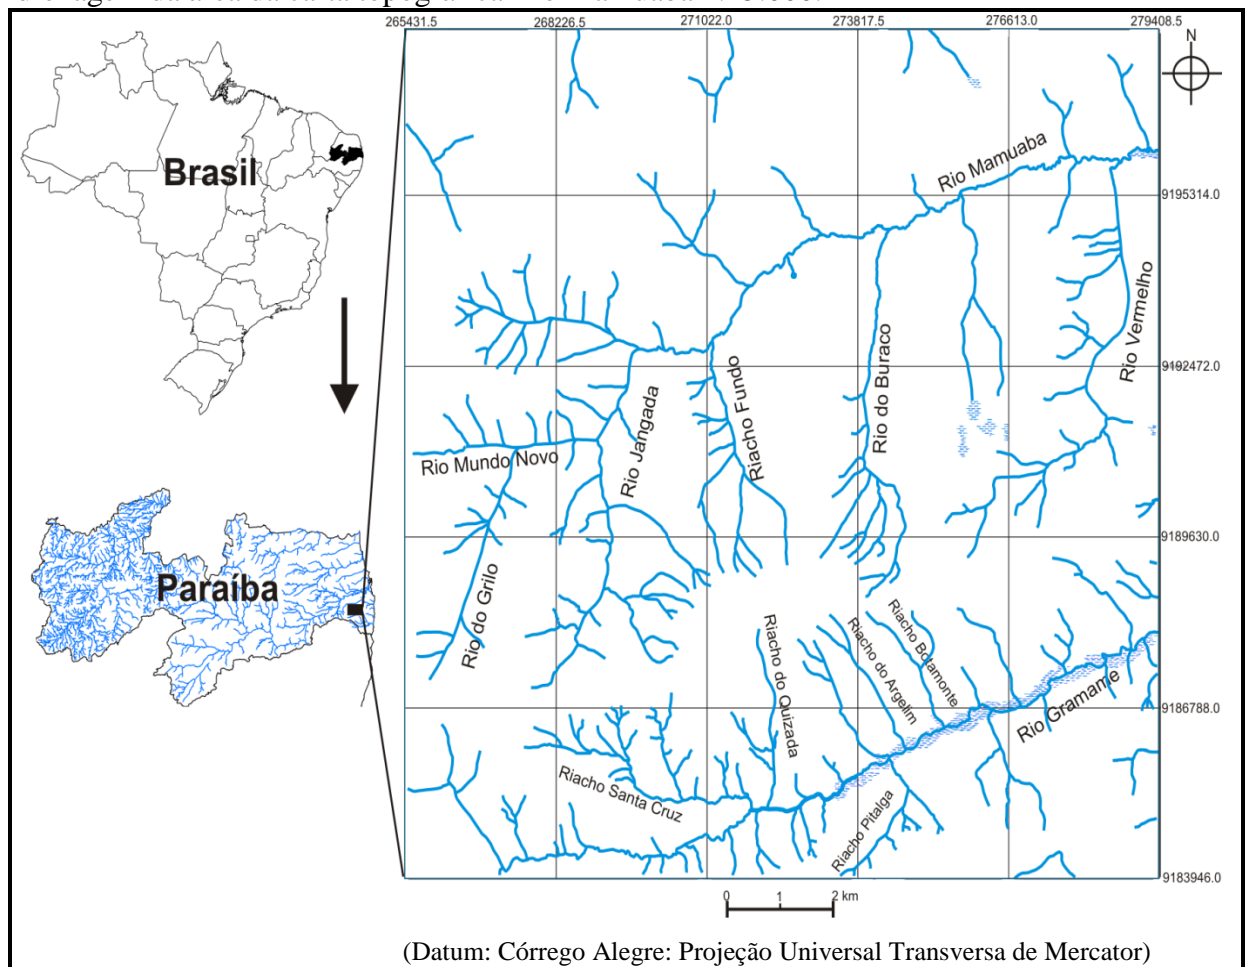 265431.5 268226.5 271022.0 273817.5 276613.0 279408.5
N
Brasil
Rio Mamuaba
9195314.0
Rio Vermelho
Rio do Buraco
Riacho Fundo
9192472.0
Rio Jangada
Rio Mundo Novo
9189630.0
Paraíba
Rio do Grilo
Riacho do Quizada
Riacho do Argelim
Riacho Botamonte
9186788.0
Rio Gramame
Riacho Santa Cruz
Riacho Pitalga
9183946.0
0 1 2 km
(Datum: Córrego Alegre: Projeção Universal Transversa de Mercator)